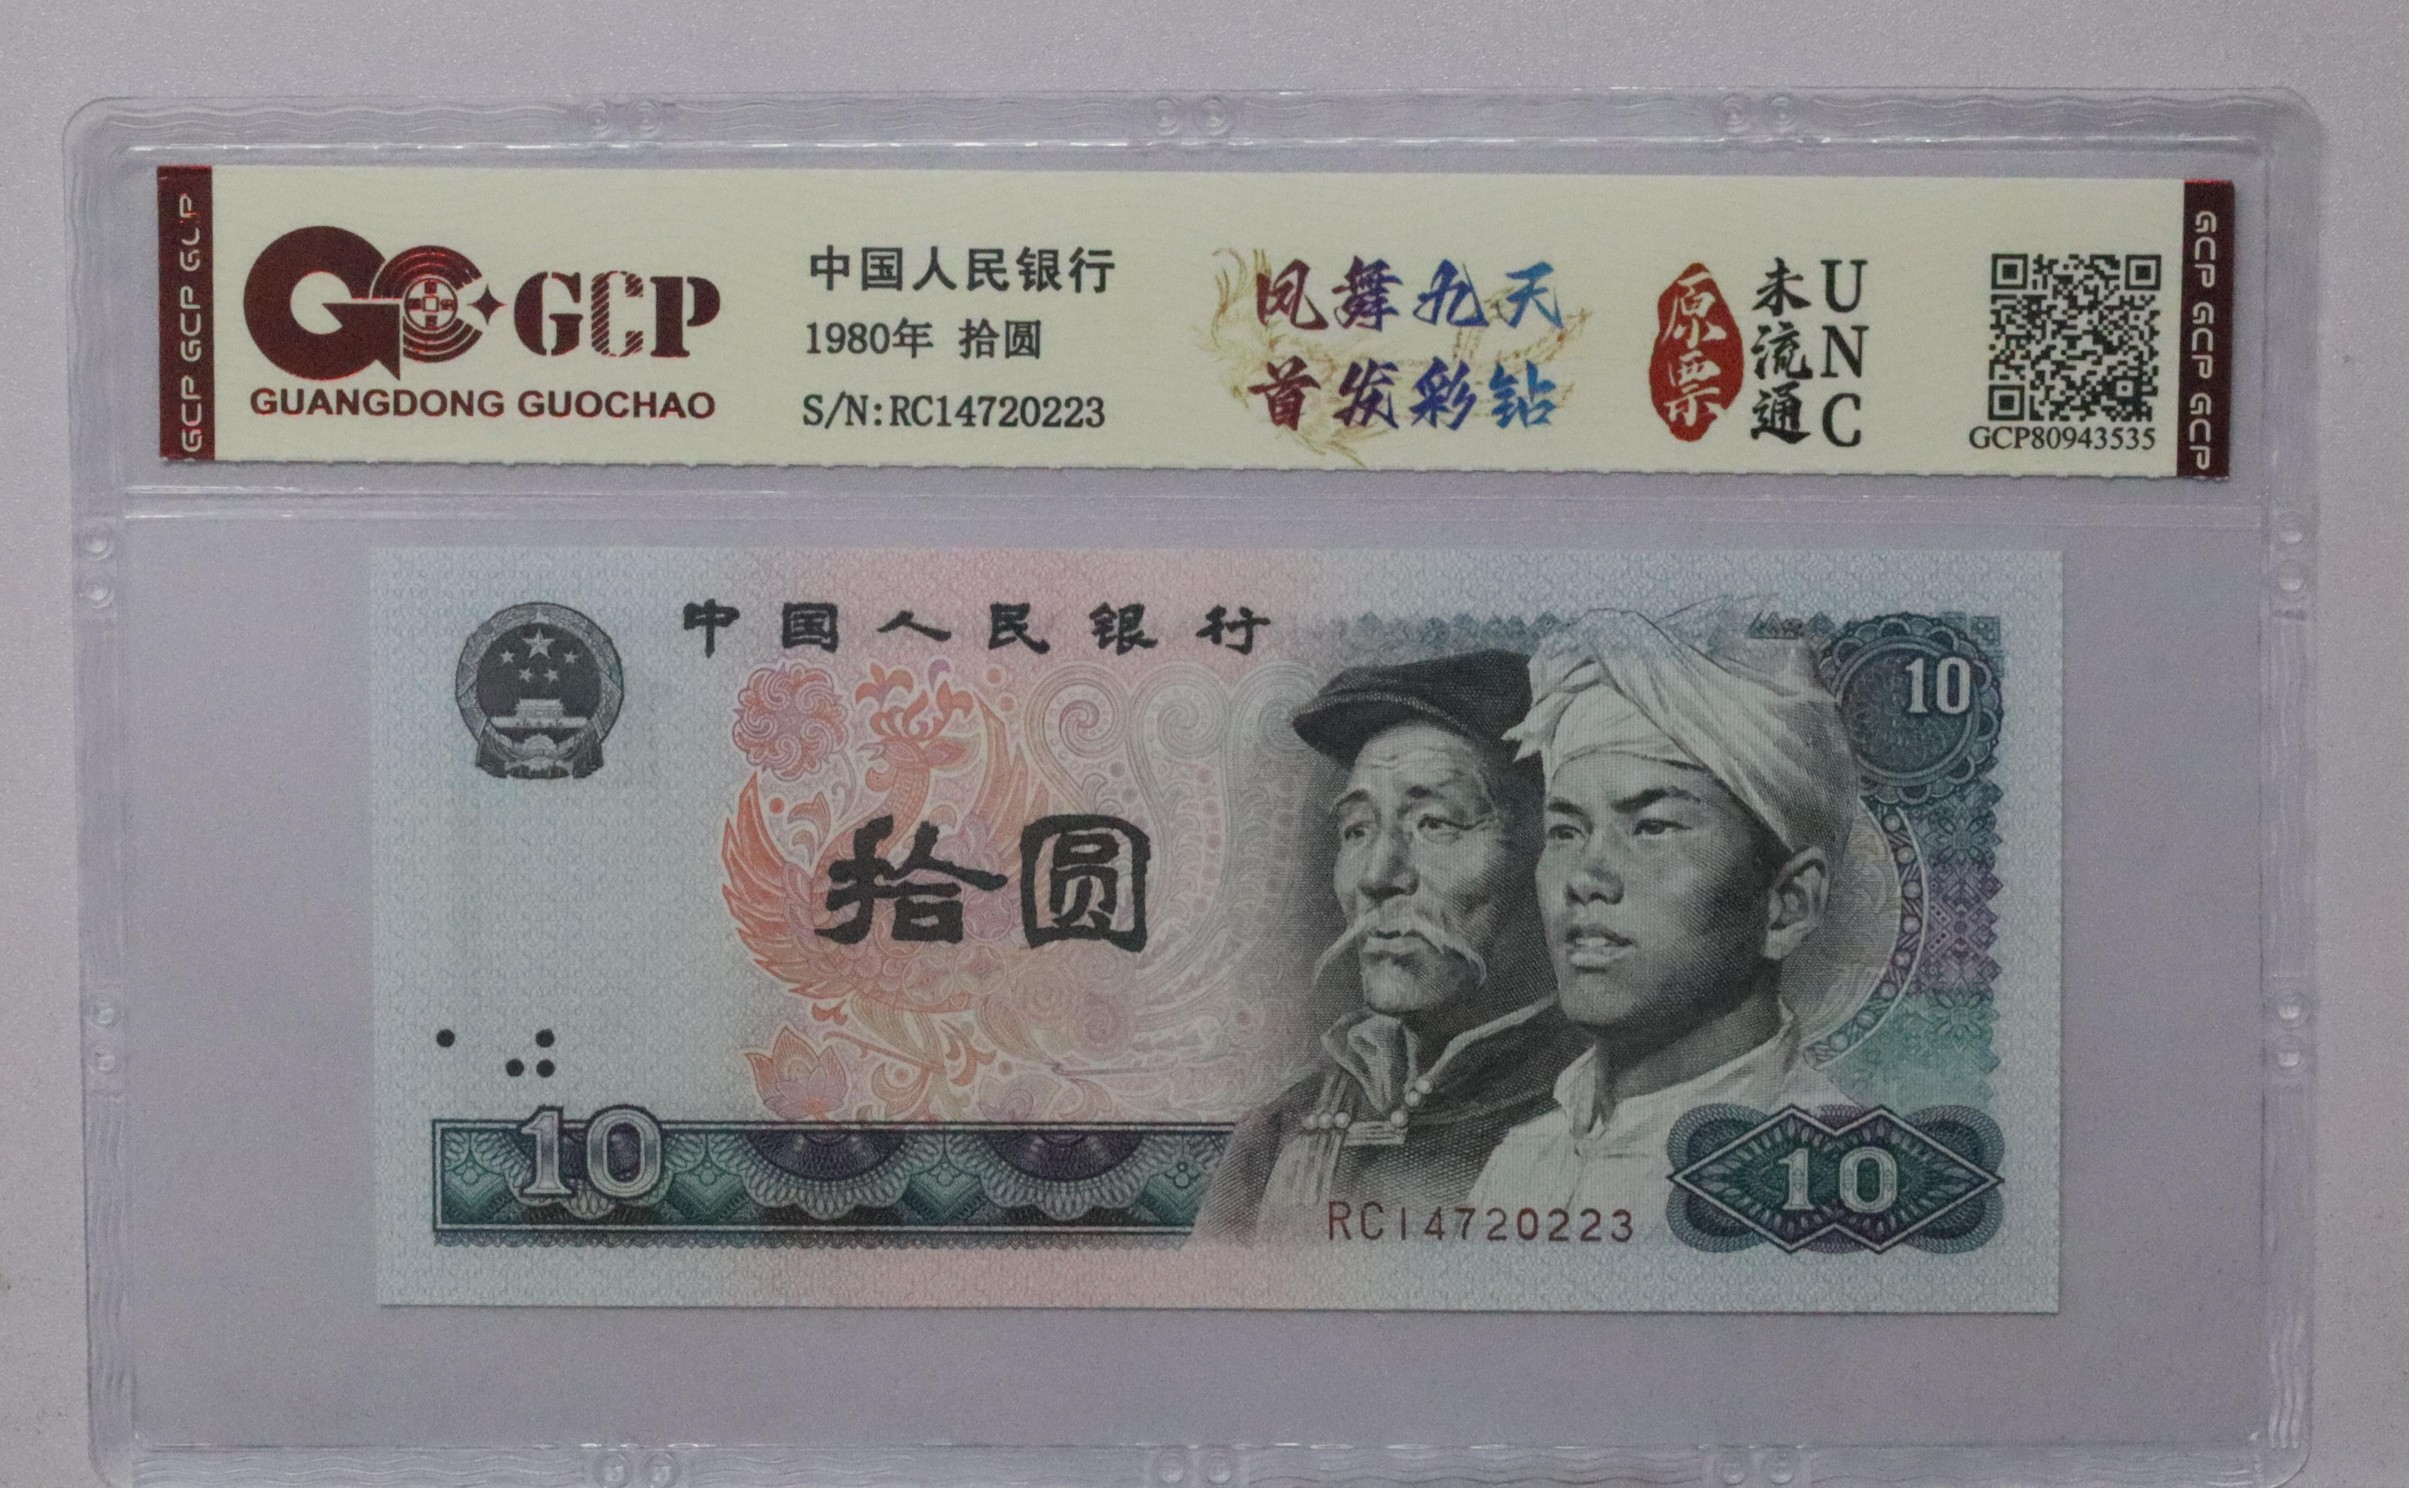 GCP GCP GCP
GCP
GUANGDONG GUOCHAO
中国人民银行
1980年 拾圆
S/N:RC14720223
凤舞九天
首发彩钻
原票
未流通
UNC
GCP80943535
GCP GCP GCP
中国人民银行
10
拾圆
10
RC14720223
10